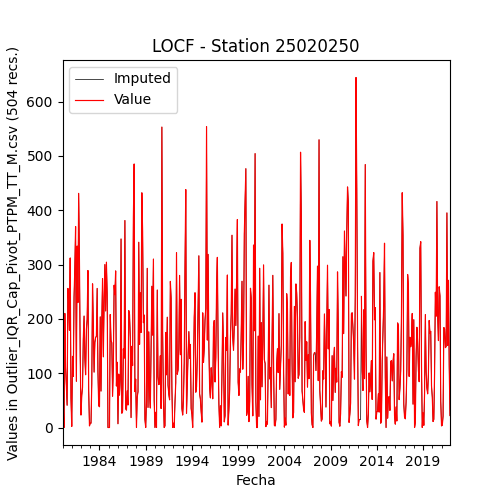 LOCF - Station 25020250
Imputed
Value
600
500
400
300
200
100
0
1984 1989 1994 1999 2004 2009 2014 2019
Fecha
Values in Outlier_IQR_Cap_Pivot_PTPM_TT_M.csv (504 recs.)